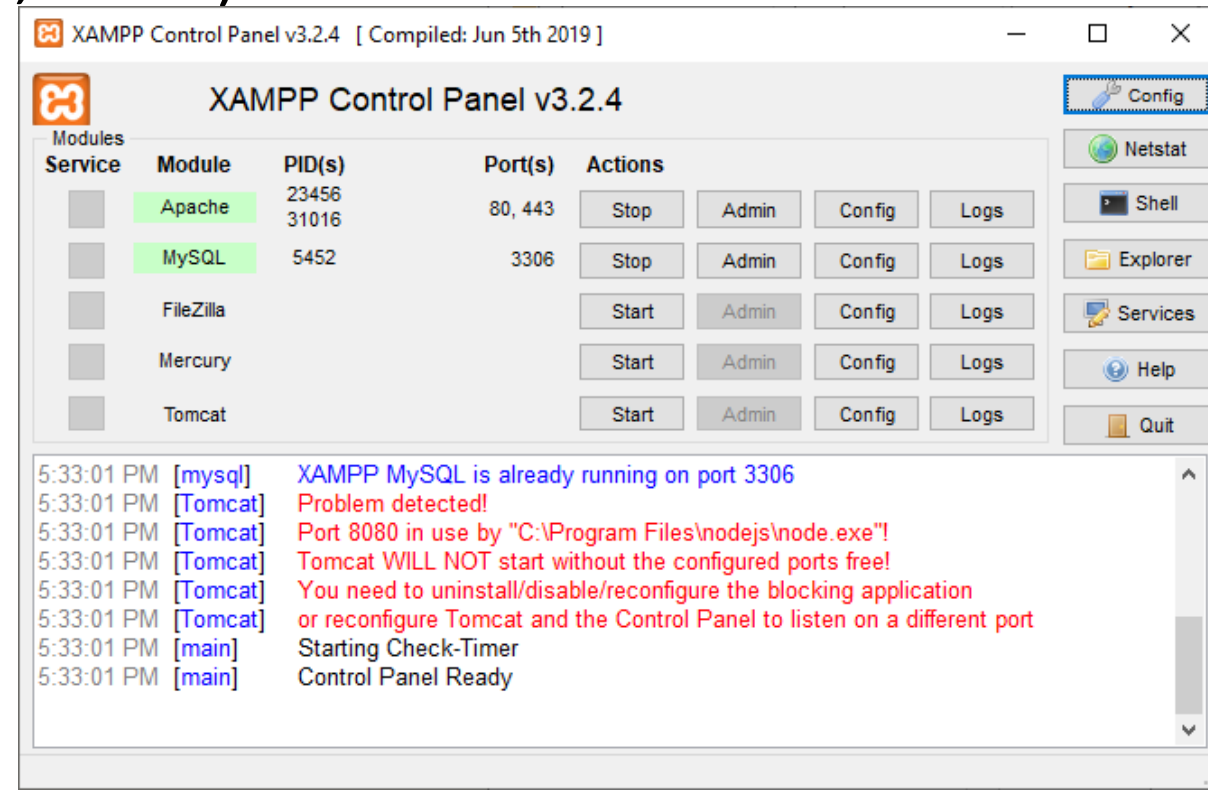 XAMPP Control Panel v3.2.4 [ Compiled: Jun 5th 2019 ]
XAMPP Control Panel v3.2.4
Config
Modules
Netstat
Service Module PID(s) Port(s) Actions
Apache 23456 31016 80, 443 Stop Admin Config Logs
Shell
MySQL 5452 3306 Stop Admin Config Logs
Explorer
FileZilla Start Admin Config Logs
Services
Mercury Start Admin Config Logs
Help
Tomcat Start Admin Config Logs
Quit
5:33:01 PM [mysql] XAMPP MySQL is already running on port 3306
5:33:01 PM [Tomcat] Problem detected!
5:33:01 PM [Tomcat] Port 8080 in use by "C:\Program Files\nodejs\node.exe"!
5:33:01 PM [Tomcat] Tomcat WILL NOT start without the configured ports free!
5:33:01 PM [Tomcat] You need to uninstall/disable/reconfigure the blocking application
5:33:01 PM [Tomcat] or reconfigure Tomcat and the Control Panel to listen on a different port
5:33:01 PM [main] Starting Check-Timer
5:33:01 PM [main] Control Panel Ready